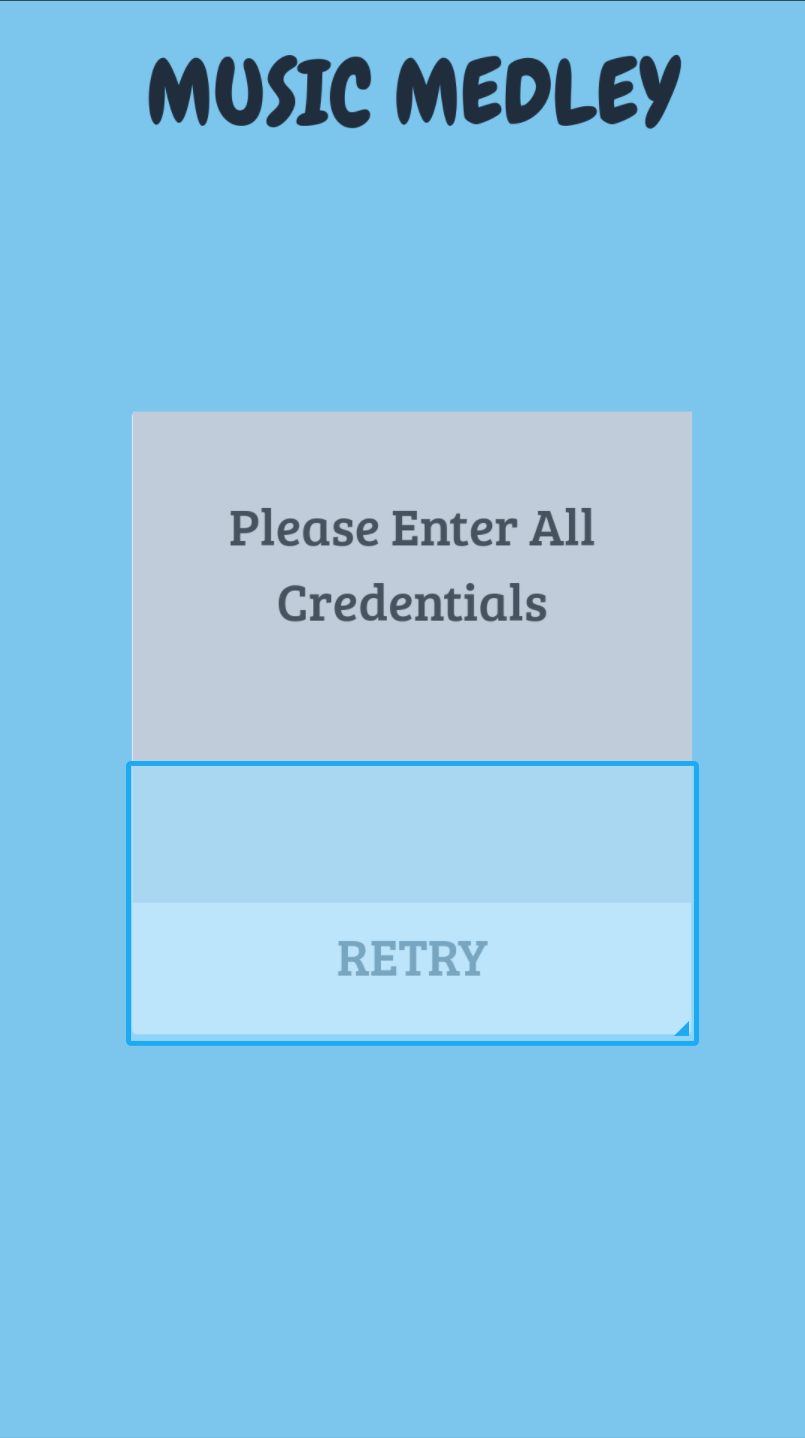 MUSIC MEDLEY
Please Enter All
Credentials
RETRY